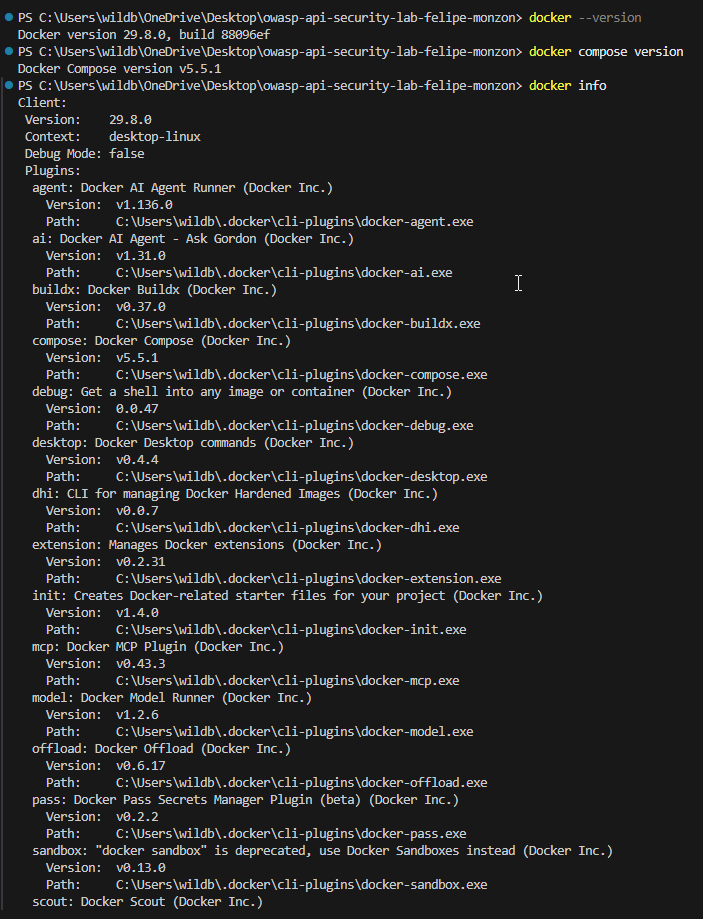 PS C:\Users\wildb\OneDrive\Desktop\owasp-api-security-lab-felipe-monzon> docker --version
Docker version 29.8.0, build 88096ef
PS C:\Users\wildb\OneDrive\Desktop\owasp-api-security-lab-felipe-monzon> docker compose version
Docker Compose version v5.5.1
PS C:\Users\wildb\OneDrive\Desktop\owasp-api-security-lab-felipe-monzon> docker info
Client:
 Version:    29.8.0
 Context:    desktop-linux
 Debug Mode: false
 Plugins:
  agent: Docker AI Agent Runner (Docker Inc.)
    Version:  v1.136.0
    Path:     C:\Users\wildb\.docker\cli-plugins\docker-agent.exe
  ai: Docker AI Agent - Ask Gordon (Docker Inc.)
    Version:  v1.31.0
    Path:     C:\Users\wildb\.docker\cli-plugins\docker-ai.exe
  buildx: Docker Buildx (Docker Inc.)
    Version:  v0.37.0
    Path:     C:\Users\wildb\.docker\cli-plugins\docker-buildx.exe
  compose: Docker Compose (Docker Inc.)
    Version:  v5.5.1
    Path:     C:\Users\wildb\.docker\cli-plugins\docker-compose.exe
  debug: Get a shell into any image or container (Docker Inc.)
    Version:  0.0.47
    Path:     C:\Users\wildb\.docker\cli-plugins\docker-debug.exe
  desktop: Docker Desktop commands (Docker Inc.)
    Version:  v0.4.4
    Path:     C:\Users\wildb\.docker\cli-plugins\docker-desktop.exe
  dhi: CLI for managing Docker Hardened Images (Docker Inc.)
    Version:  v0.0.7
    Path:     C:\Users\wildb\.docker\cli-plugins\docker-dhi.exe
  extension: Manages Docker extensions (Docker Inc.)
    Version:  v0.2.31
    Path:     C:\Users\wildb\.docker\cli-plugins\docker-extension.exe
  init: Creates Docker-related starter files for your project (Docker Inc.)
    Version:  v1.4.0
    Path:     C:\Users\wildb\.docker\cli-plugins\docker-init.exe
  mcp: Docker MCP Plugin (Docker Inc.)
    Version:  v0.43.3
    Path:     C:\Users\wildb\.docker\cli-plugins\docker-mcp.exe
  model: Docker Model Runner (Docker Inc.)
    Version:  v1.2.6
    Path:     C:\Users\wildb\.docker\cli-plugins\docker-model.exe
  offload: Docker Offload (Docker Inc.)
    Version:  v0.6.17
    Path:     C:\Users\wildb\.docker\cli-plugins\docker-offload.exe
  pass: Docker Pass Secrets Manager Plugin (beta) (Docker Inc.)
    Version:  v0.2.2
    Path:     C:\Users\wildb\.docker\cli-plugins\docker-pass.exe
  sandbox: "docker sandbox" is deprecated, use Docker Sandboxes instead (Docker Inc.)
    Version:  v0.13.0
    Path:     C:\Users\wildb\.docker\cli-plugins\docker-sandbox.exe
  scout: Docker Scout (Docker Inc.)